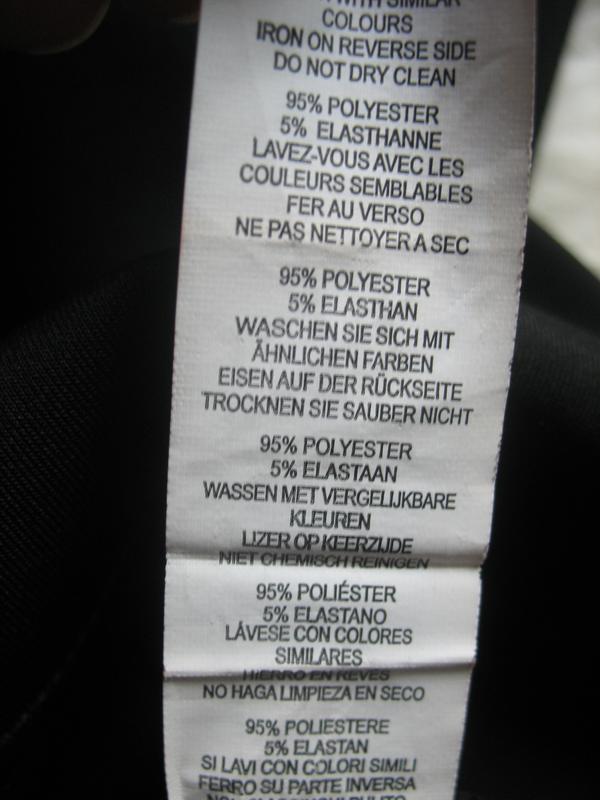 WITH SIMILAR
COLOURS
IRON ON REVERSE SIDE
DO NOT DRY CLEAN
95% POLYESTER
5% ELASTHANNE
LAVEZ-VOUS AVEC LES
COULEURS SEMBLABLES
FER AU VERSO
NE PAS NETTOYER A SEC
95% POLYESTER
5% ELASTHAN
WASCHEN SIE SICH MIT
ÄHNLICHEN FARBEN
EISEN AUF DER RÜCKSEITE
TROCKNEN SIE SAUBER NICHT
95% POLYESTER
5% ELASTAAN
WASSEN MET VERGELIJKBARE
KLEUREN
IJZER OP KEERZIJDE
NIET CHEMISCH REINIGEN
95% POLIÉSTER
5% ELASTANO
LÁVESE CON COLORES
SIMILARES
HIERRO EN REVES
NO HAGA LIMPIEZA EN SECO
95% POLIESTERE
5% ELASTAN
SI LAVI CON COLORI SIMILI
FERRO SU PARTE INVERSA